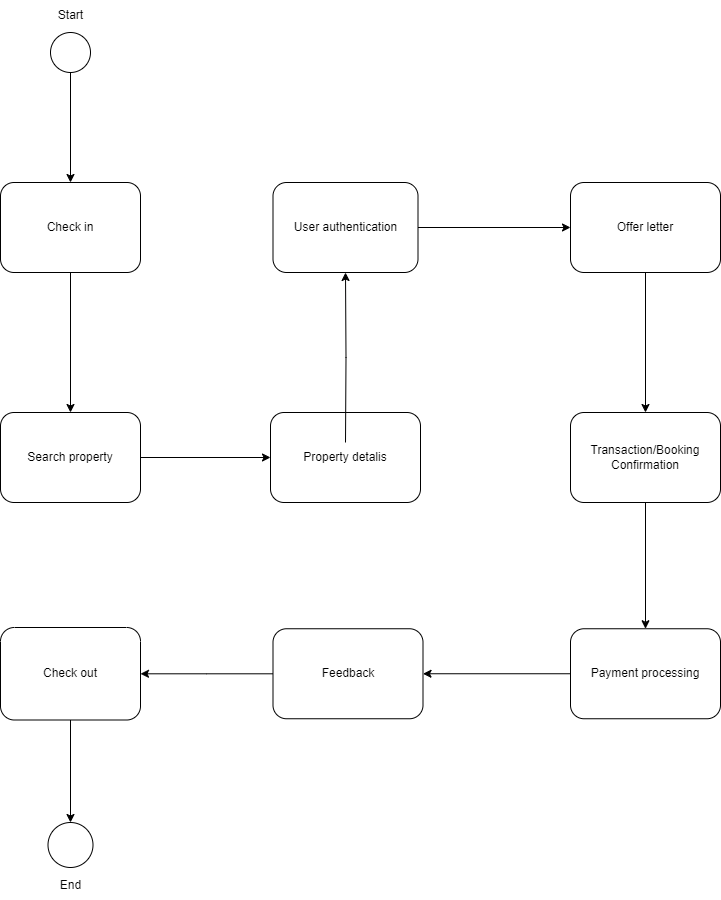 Start
Check in
User authentication
Offer letter
Search property
Property detalis
Transaction/Booking
Confirmation
Check out
Feedback
Payment processing
End